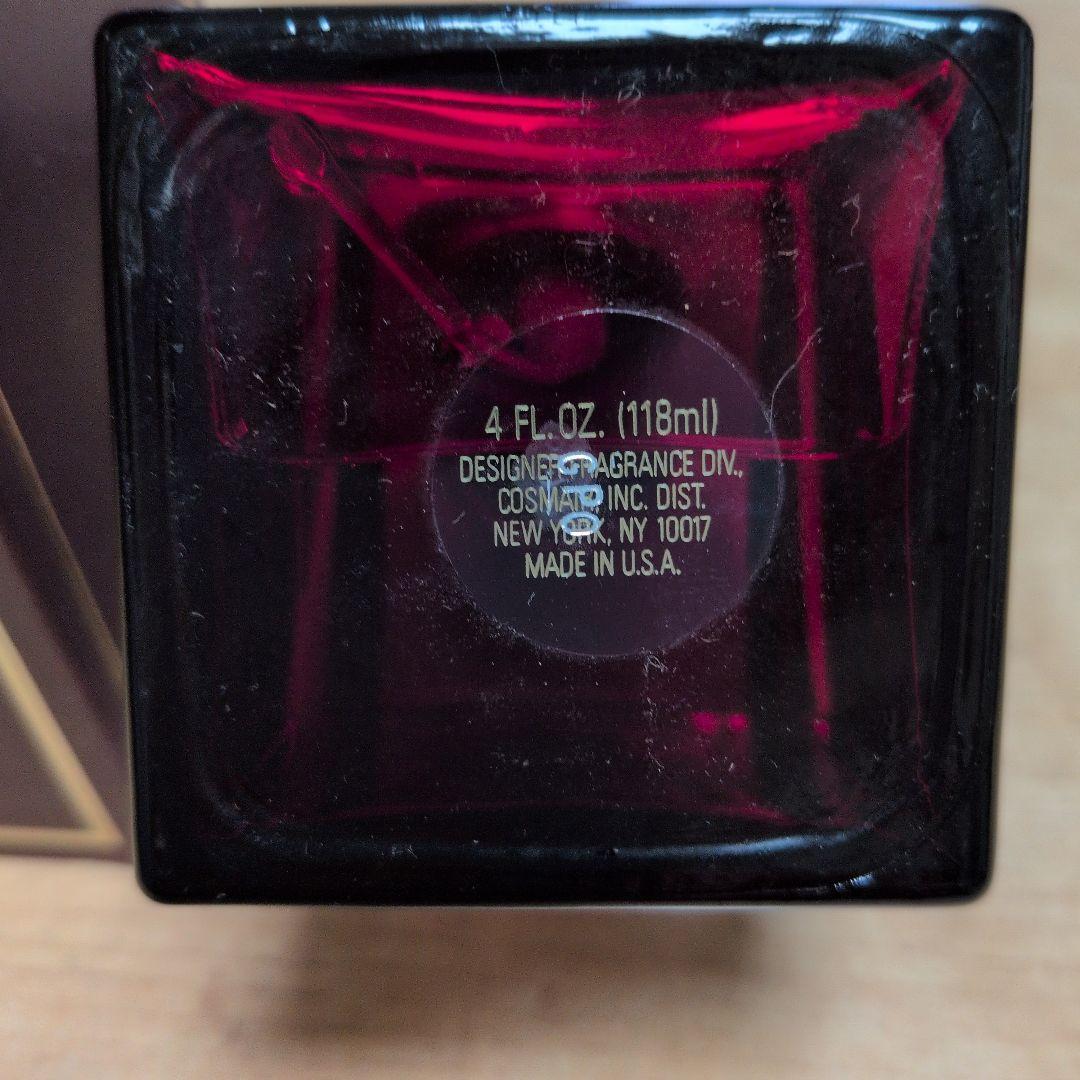 4 FL. OZ. (118ml)
DESIGNER FRAGRANCE DIV.,
COSMAIR, INC. DIST.
NEW YORK, NY 10017
MADE IN U.S.A.